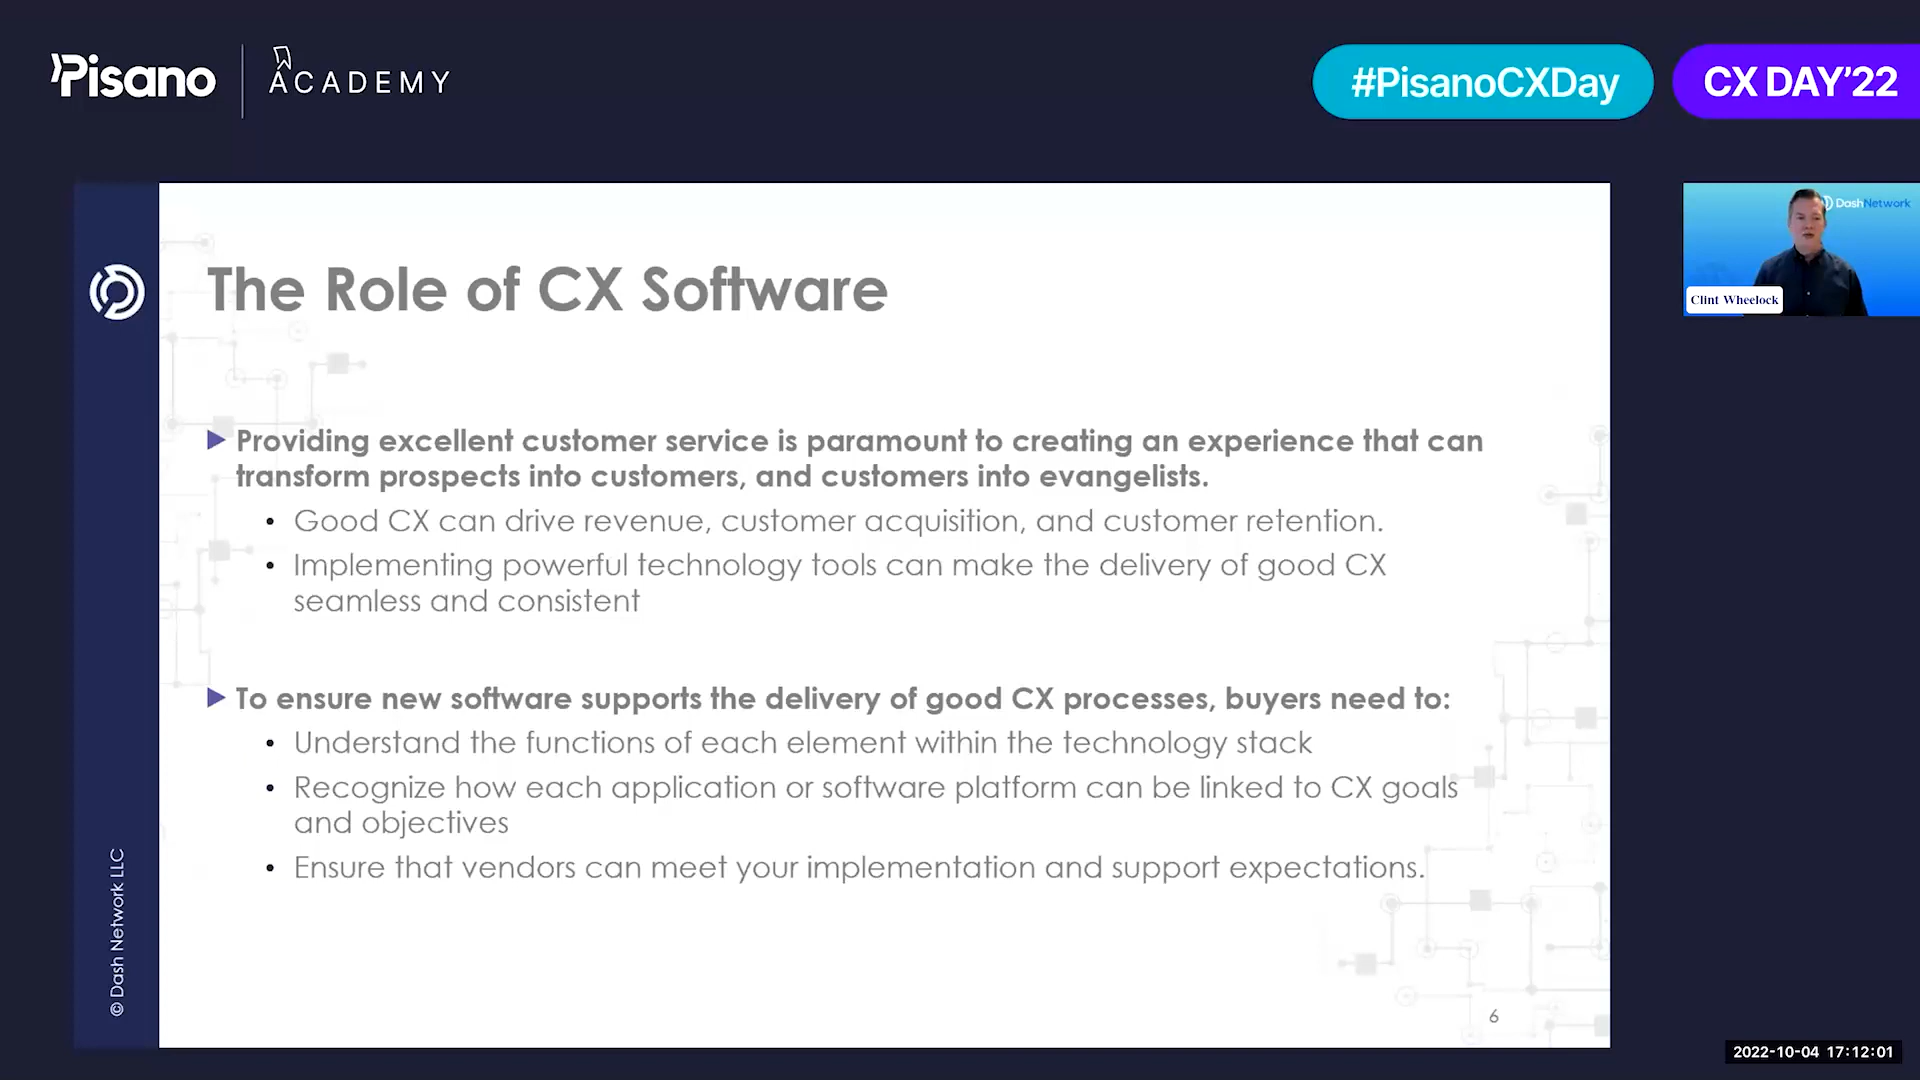 Pisano
ACADEMY
#PisanoCXDay
CX DAY’22
DashNetwork
Clint Wheelock
The Role of CX Software
Providing excellent customer service is paramount to creating an experience that can
transform prospects into customers, and customers into evangelists.
• Good CX can drive revenue, customer acquisition, and customer retention.
• Implementing powerful technology tools can make the delivery of good CX
seamless and consistent
To ensure new software supports the delivery of good CX processes, buyers need to:
• Understand the functions of each element within the technology stack
• Recognize how each application or software platform can be linked to CX goals
and objectives
• Ensure that vendors can meet your implementation and support expectations.
© Dash Network LLC
6
2022-10-04 17:12:01